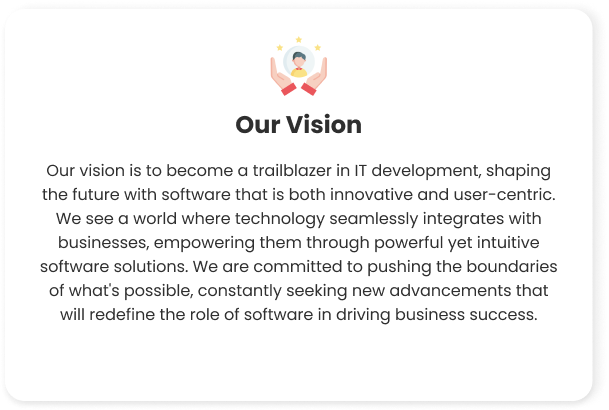 Our Vision
Our vision is to become a trailblazer in IT development, shaping
the future with software that is both innovative and user-centric.
We see a world where technology seamlessly integrates with
businesses, empowering them through powerful yet intuitive
software solutions. We are committed to pushing the boundaries
of what's possible, constantly seeking new advancements that
will redefine the role of software in driving business success.